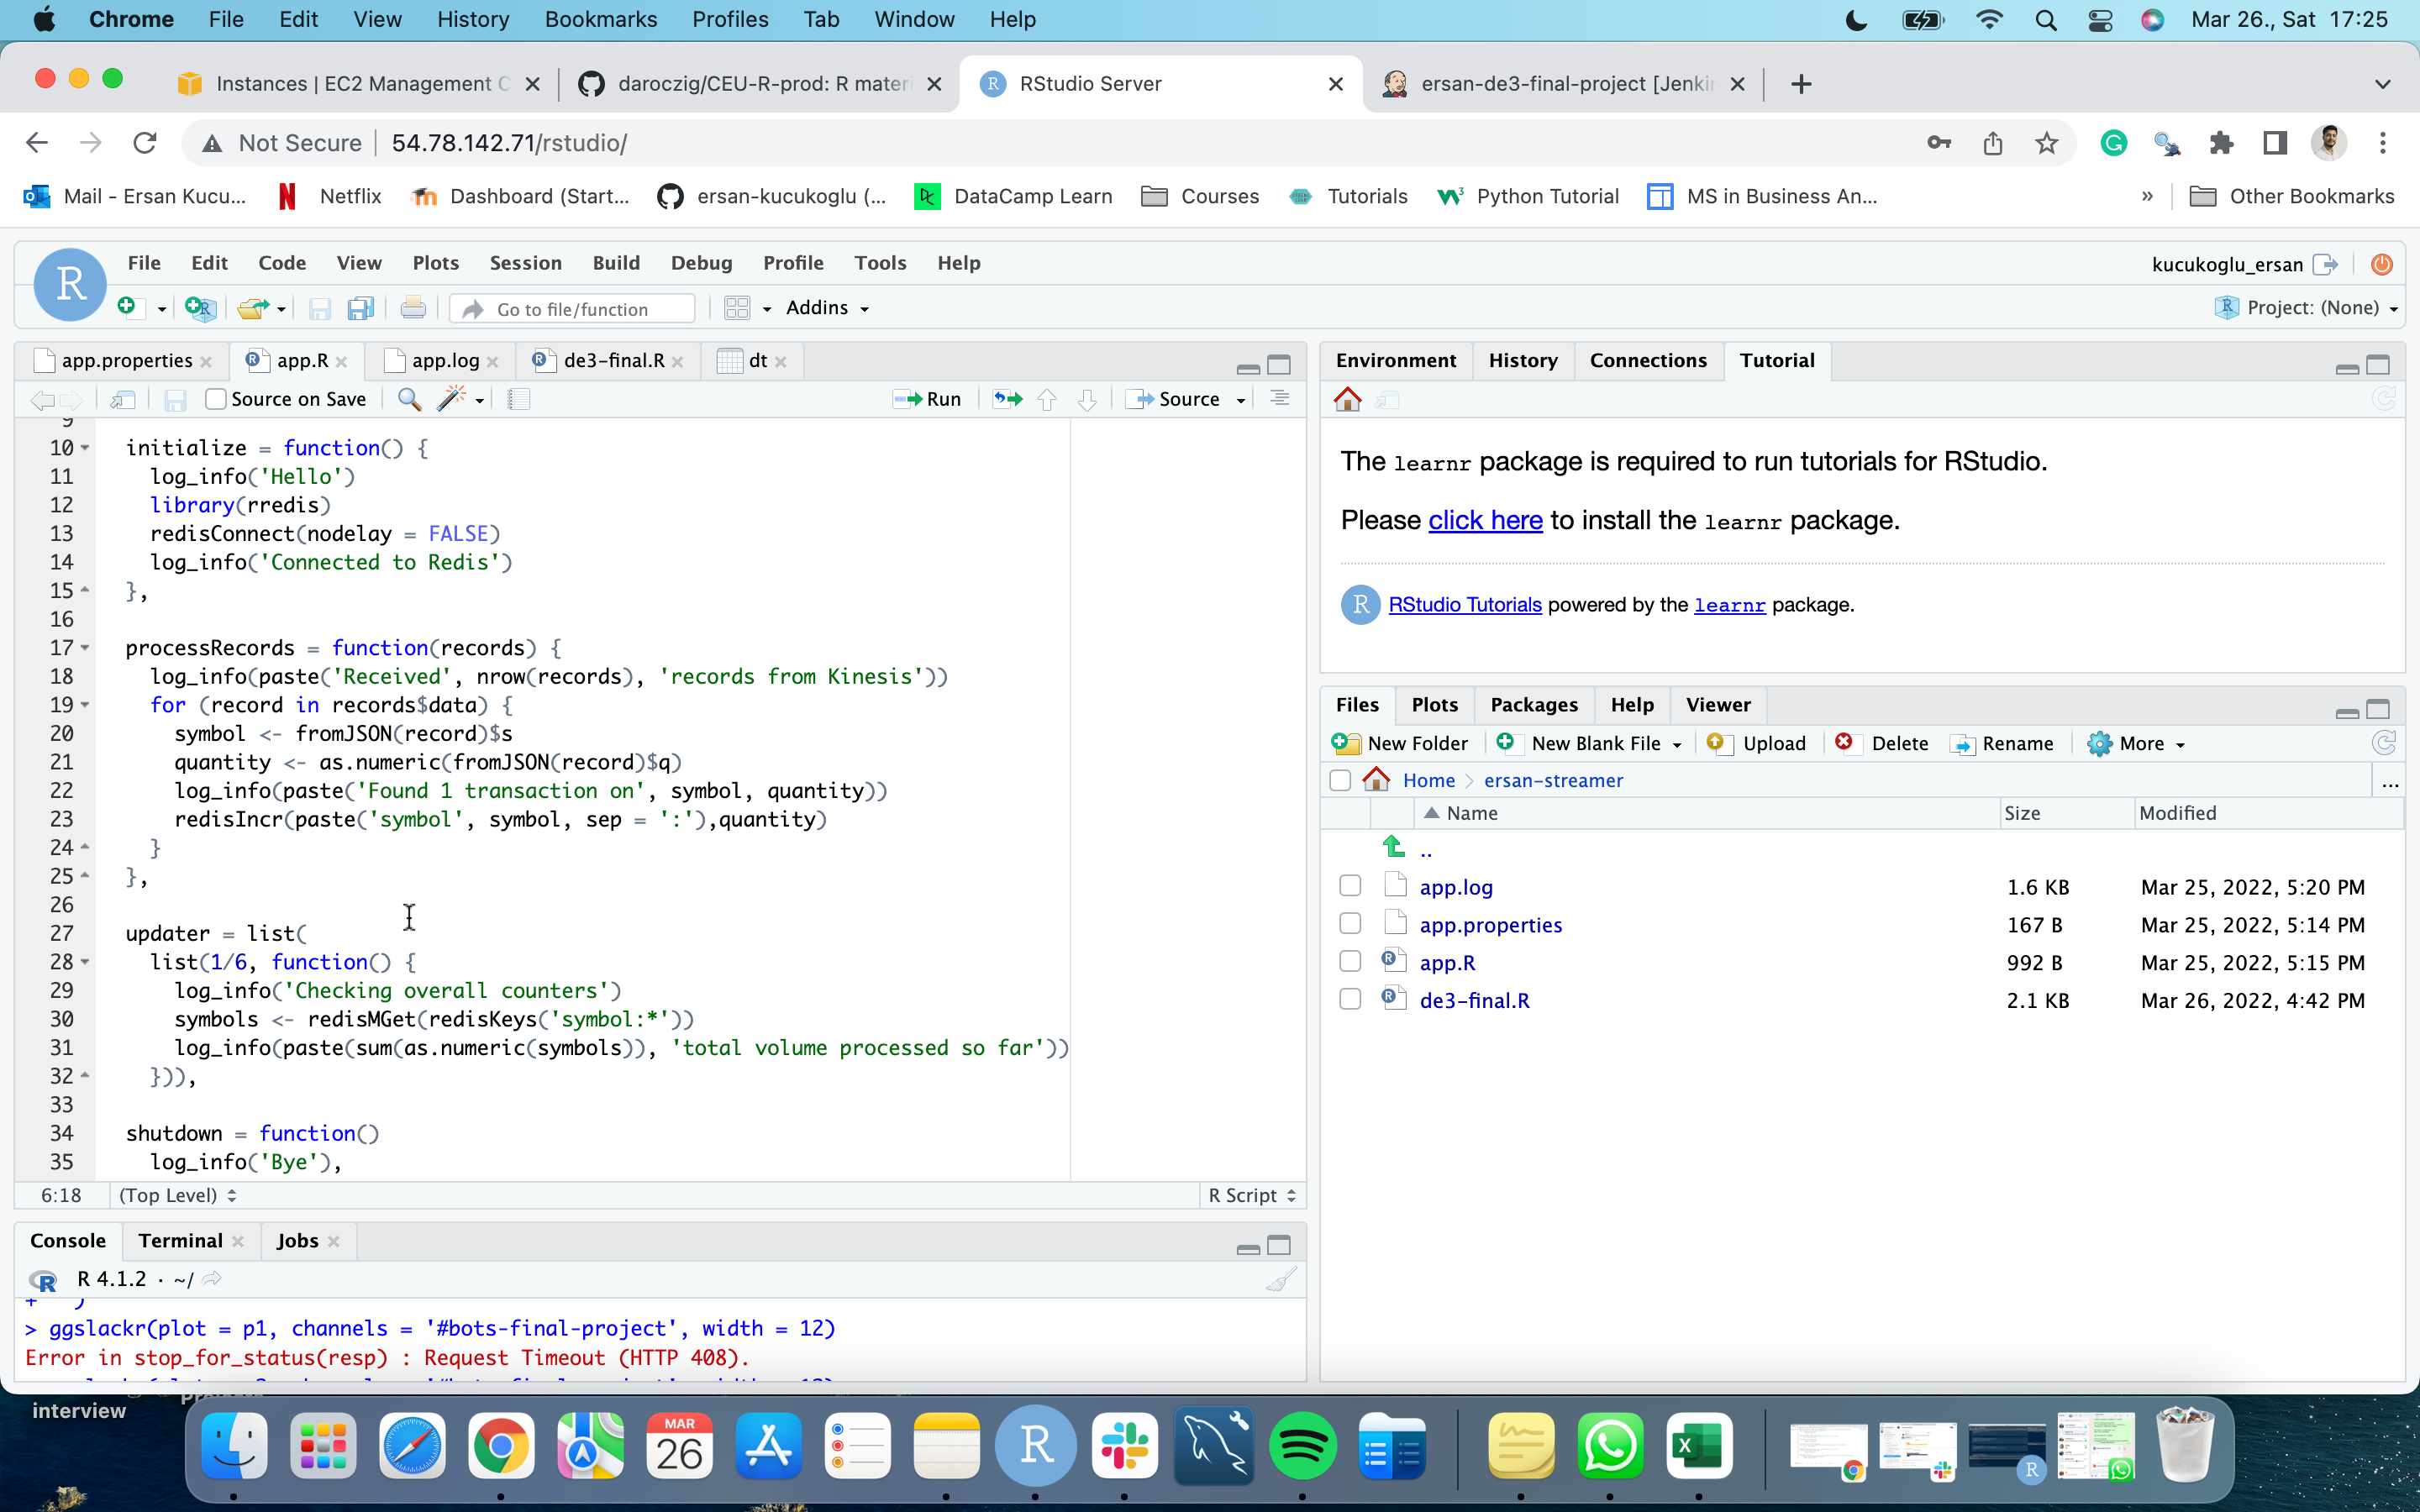 Chrome File Edit View History Bookmarks Profiles Tab Window Help Mar 26., Sat 17:25
Instances | EC2 Management C daroczig/CEU-R-prod: R materi RStudio Server ersan-de3-final-project [Jenkin
Not Secure 54.78.142.71/rstudio/
Mail - Ersan Kucu... Netflix Dashboard (Start... ersan-kucukoglu (... DataCamp Learn Courses Tutorials Python Tutorial MS in Business An... » Other Bookmarks
File Edit Code View Plots Session Build Debug Profile Tools Help kucukoglu_ersan
Go to file/function Addins Project: (None)
app.properties app.R app.log de3-final.R dt
Source on Save Run Source
9
10 initialize = function() {
11 log_info('Hello')
12 library(rredis)
13 redisConnect(nodelay = FALSE)
14 log_info('Connected to Redis')
15 },
16
17 processRecords = function(records) {
18 log_info(paste('Received', nrow(records), 'records from Kinesis'))
19 for (record in records$data) {
20 symbol <- fromJSON(record)$s
21 quantity <- as.numeric(fromJSON(record)$q)
22 log_info(paste('Found 1 transaction on', symbol, quantity))
23 redisIncr(paste('symbol', symbol, sep = ':'),quantity)
24 }
25 },
26
27 updater = list(
28 list(1/6, function() {
29 log_info('Checking overall counters')
30 symbols <- redisMGet(redisKeys('symbol:*'))
31 log_info(paste(sum(as.numeric(symbols)), 'total volume processed so far'))
32 })),
33
34 shutdown = function()
35 log_info('Bye'),
6:18 (Top Level) R Script
Console Terminal Jobs
R 4.1.2 · ~/
+ )
> ggslackr(plot = p1, channels = '#bots-final-project', width = 12)
Error in stop_for_status(resp) : Request Timeout (HTTP 408).
Environment History Connections Tutorial
The learnr package is required to run tutorials for RStudio.
Please click here to install the learnr package.
RStudio Tutorials powered by the learnr package.
Files Plots Packages Help Viewer
New Folder New Blank File Upload Delete Rename More
Home ersan-streamer ...
Name Size Modified
..
app.log 1.6 KB Mar 25, 2022, 5:20 PM
app.properties 167 B Mar 25, 2022, 5:14 PM
app.R 992 B Mar 25, 2022, 5:15 PM
de3-final.R 2.1 KB Mar 26, 2022, 4:42 PM
interview
MAR
26